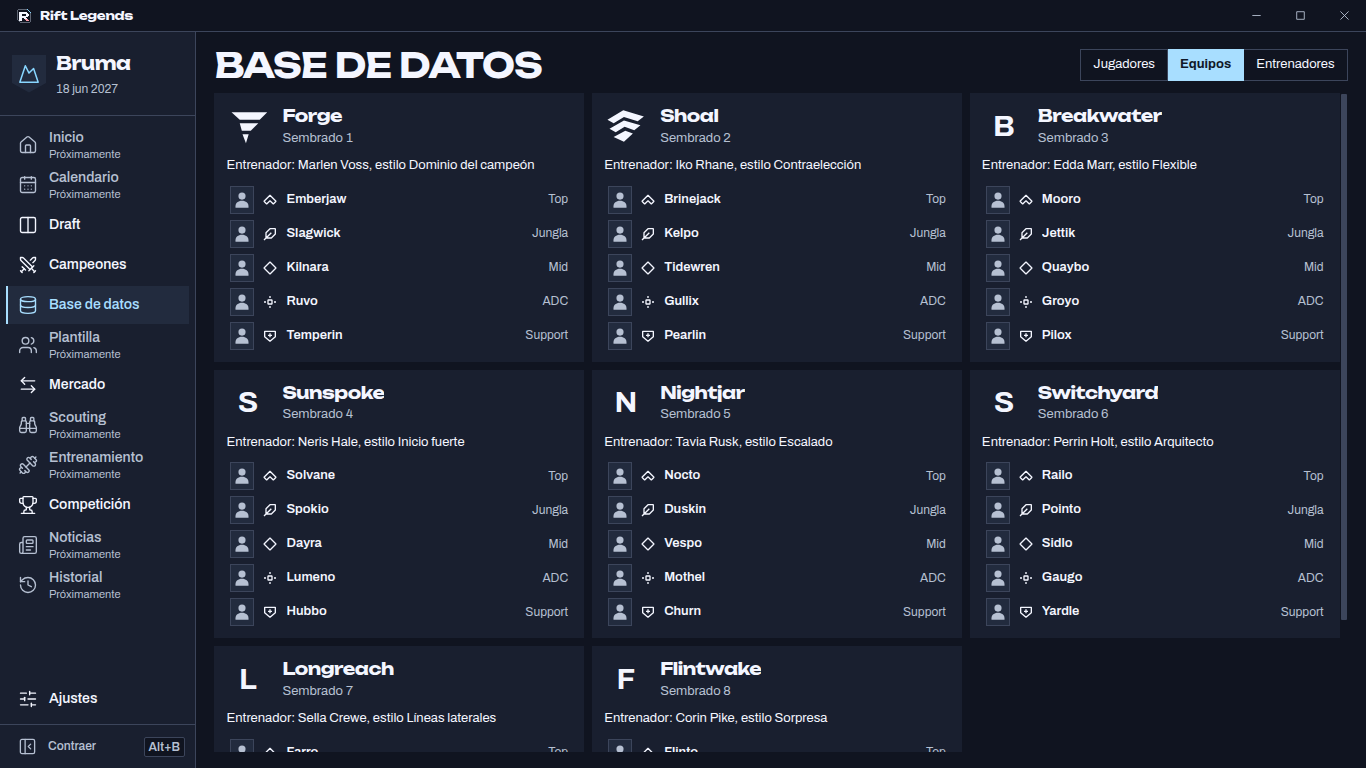 Rift Legends
Bruma
18 jun 2027
Inicio
Próximamente
Calendario
Próximamente
Draft
Campeones
Base de datos
Plantilla
Próximamente
Mercado
Scouting
Próximamente
Entrenamiento
Próximamente
Competición
Noticias
Próximamente
Historial
Próximamente
Ajustes
Contraer Alt+B
BASE DE DATOS
Jugadores Equipos Entrenadores
Forge
Sembrado 1
Entrenador: Marlen Voss, estilo Dominio del campeón
Emberjaw Top
Slagwick Jungla
Kilnara Mid
Ruvo ADC
Temperin Support
Shoal
Sembrado 2
Entrenador: Iko Rhane, estilo Contraelección
Brinejack Top
Kelpo Jungla
Tidewren Mid
Gullix ADC
Pearlin Support
B
Breakwater
Sembrado 3
Entrenador: Edda Marr, estilo Flexible
Mooro Top
Jettik Jungla
Quaybo Mid
Groyo ADC
Pilox Support
S
Sunspoke
Sembrado 4
Entrenador: Neris Hale, estilo Inicio fuerte
Solvane Top
Spokio Jungla
Dayra Mid
Lumeno ADC
Hubbo Support
N
Nightjar
Sembrado 5
Entrenador: Tavia Rusk, estilo Escalado
Nocto Top
Duskin Jungla
Vespo Mid
Mothel ADC
Churn Support
S
Switchyard
Sembrado 6
Entrenador: Perrin Holt, estilo Arquitecto
Railo Top
Pointo Jungla
Sidlo Mid
Gaugo ADC
Yardle Support
L
Longreach
Sembrado 7
Entrenador: Sella Crewe, estilo Líneas laterales
Farro Top
F
Flintwake
Sembrado 8
Entrenador: Corin Pike, estilo Sorpresa
Flinto Top